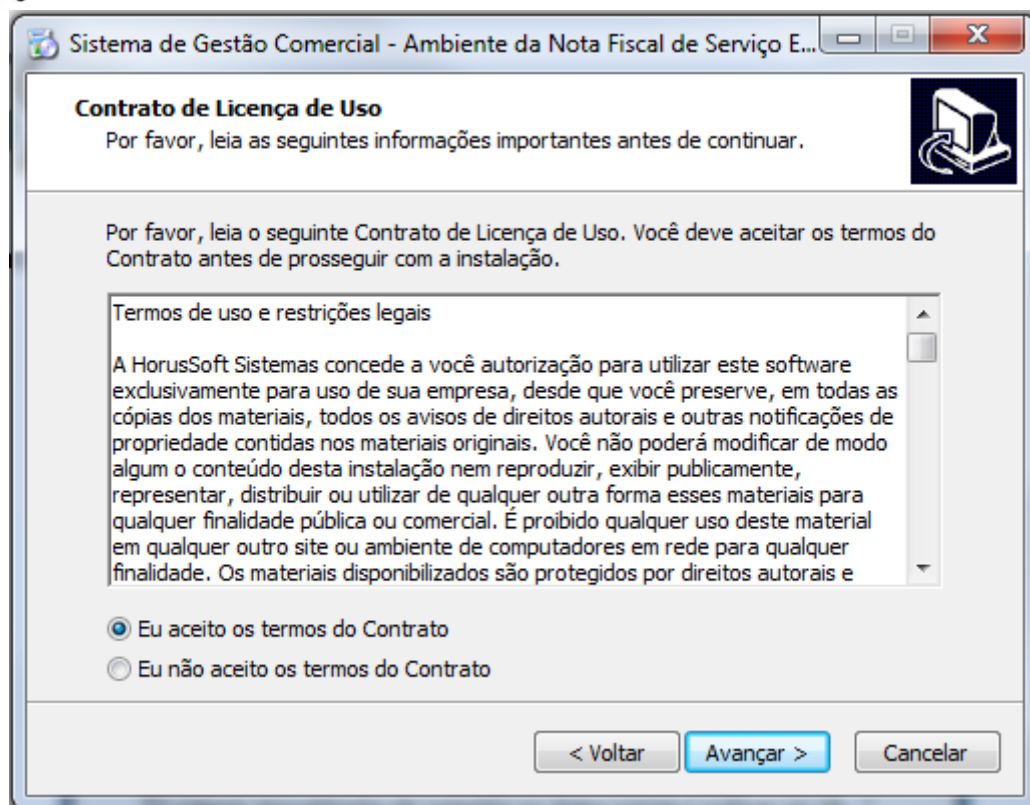 Sistema de Gestão Comercial - Ambiente da Nota Fiscal de Serviço E...
Contrato de Licença de Uso
Por favor, leia as seguintes informações importantes antes de continuar.
Por favor, leia o seguinte Contrato de Licença de Uso. Você deve aceitar os termos do
Contrato antes de prosseguir com a instalação.
Termos de uso e restrições legais
A HorusSoft Sistemas concede a você autorização para utilizar este software
exclusivamente para uso de sua empresa, desde que você preserve, em todas as
cópias dos materiais, todos os avisos de direitos autorais e outras notificações de
propriedade contidas nos materiais originais. Você não poderá modificar de modo
algum o conteúdo desta instalação nem reproduzir, exibir publicamente,
representar, distribuir ou utilizar de qualquer outra forma esses materiais para
qualquer finalidade pública ou comercial. É proibido qualquer uso deste material
em qualquer outro site ou ambiente de computadores em rede para qualquer
finalidade. Os materiais disponibilizados são protegidos por direitos autorais e
Eu aceito os termos do Contrato
Eu não aceito os termos do Contrato
< Voltar
Avançar >
Cancelar